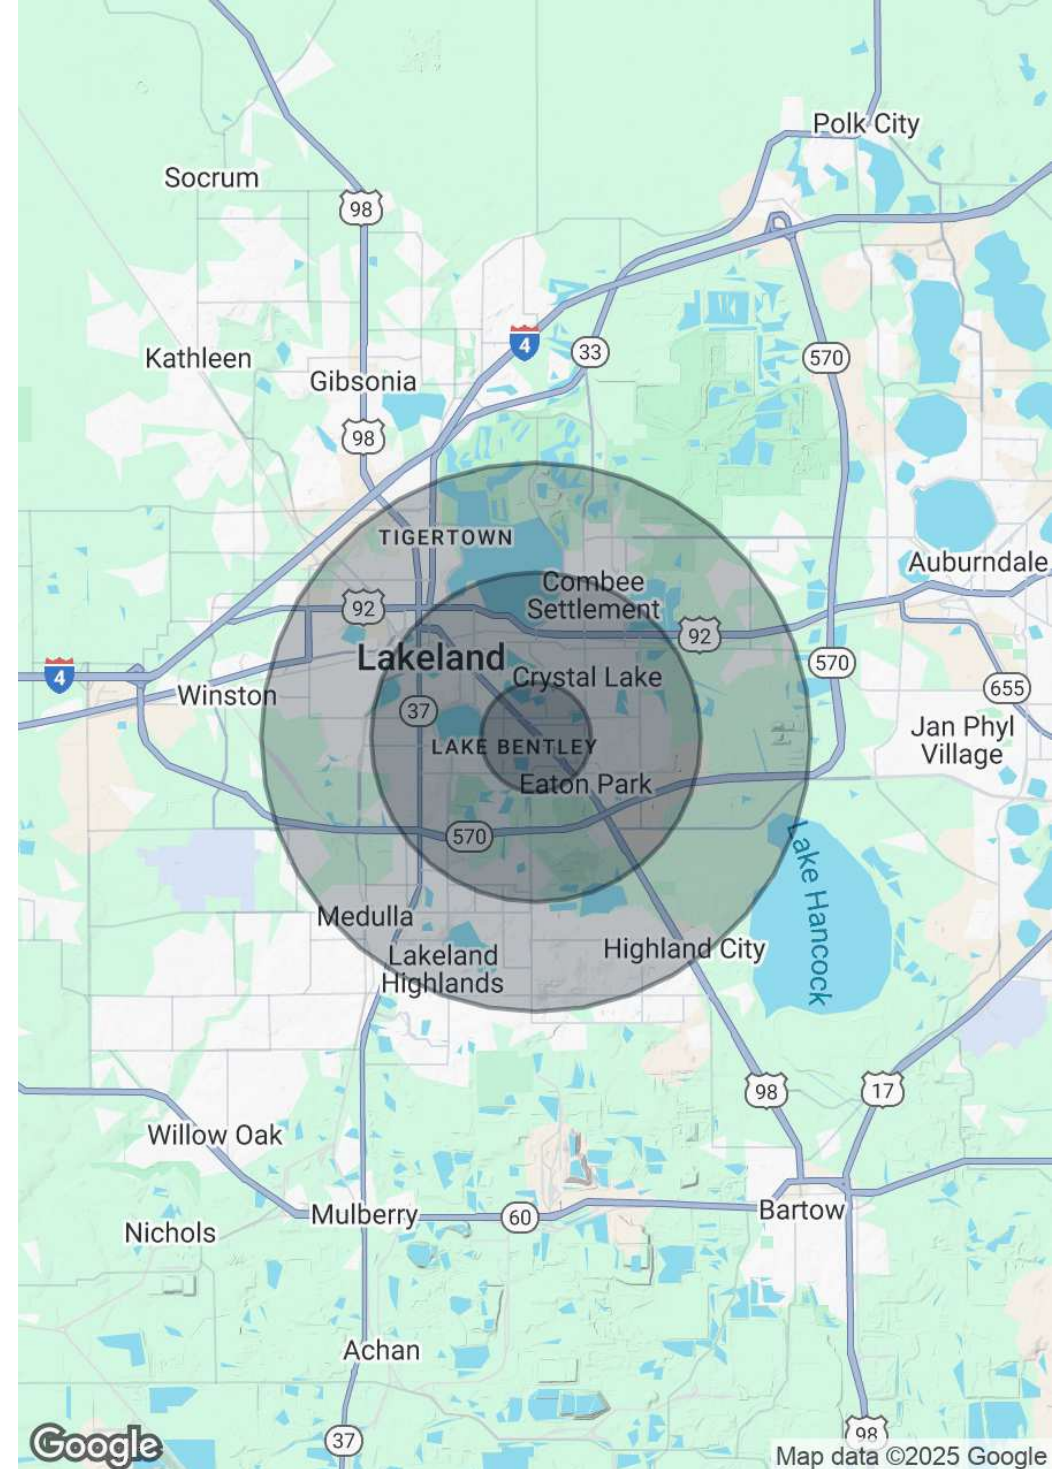 Polk City
Socrum
98
4
33
570
Kathleen
Gibsonia
98
TIGERTOWN
Auburndale
Combee
Settlement
92
92
Lakeland
Crystal Lake
570
4
Winston
655
37
Jan Phyl
Village
LAKE BENTLEY
Eaton Park
570
Lake Hancock
Medulla
Lakeland
Highlands
Highland City
98
17
Willow Oak
Mulberry
60
Bartow
Nichols
Achan
37
98
Google
Map data ©2025 Google